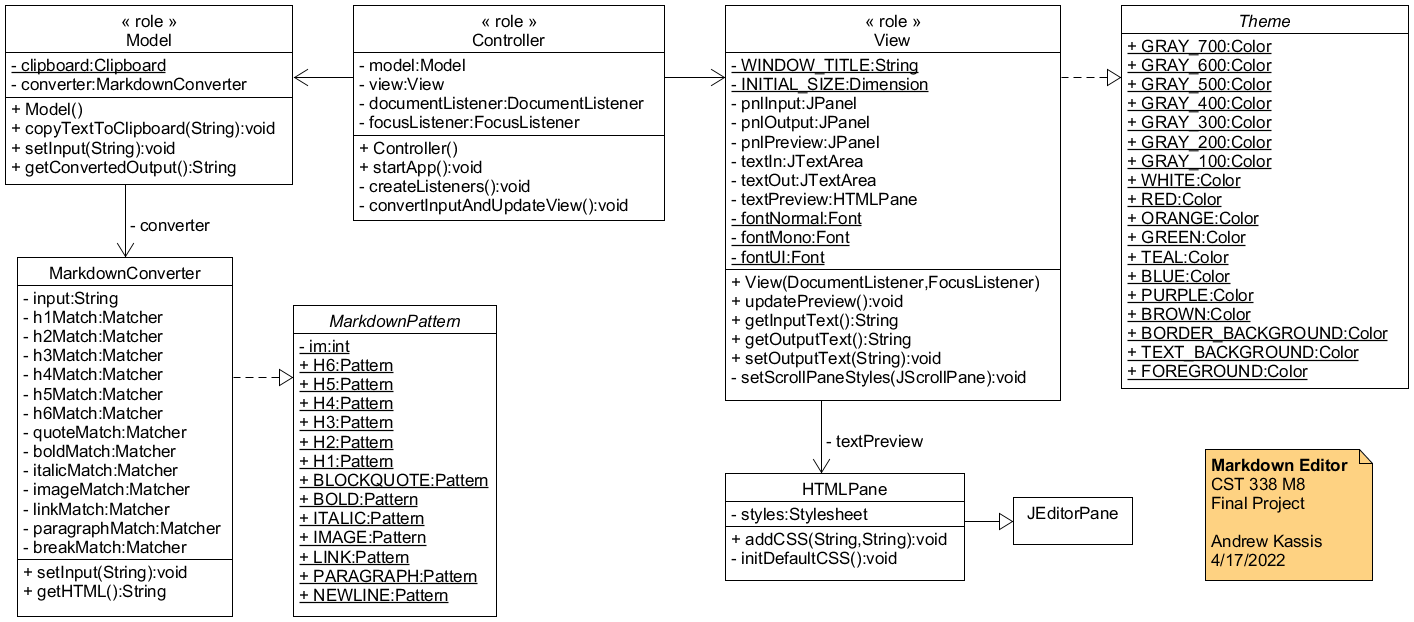 « role »
Model
- clipboard:Clipboard
- converter:MarkdownConverter
+ Model()
+ copyTextToClipboard(String):void
+ setInput(String):void
+ getConvertedOutput():String
« role »
Controller
- model:Model
- view:View
- documentListener:DocumentListener
- focusListener:FocusListener
+ Controller()
+ startApp():void
- createListeners():void
- convertInputAndUpdateView():void
« role »
View
- WINDOW_TITLE:String
- INITIAL_SIZE:Dimension
- pnlInput:JPanel
- pnlOutput:JPanel
- pnlPreview:JPanel
- textIn:JTextArea
- textOut:JTextArea
- textPreview:HTMLPane
- fontNormal:Font
- fontMono:Font
- fontUI:Font
+ View(DocumentListener,FocusListener)
+ updatePreview():void
+ getInputText():String
+ getOutputText():String
+ setOutputText(String):void
- setScrollPaneStyles(JScrollPane):void
Theme
+ GRAY_700:Color
+ GRAY_600:Color
+ GRAY_500:Color
+ GRAY_400:Color
+ GRAY_300:Color
+ GRAY_200:Color
+ GRAY_100:Color
+ WHITE:Color
+ RED:Color
+ ORANGE:Color
+ GREEN:Color
+ TEAL:Color
+ BLUE:Color
+ PURPLE:Color
+ BROWN:Color
+ BORDER_BACKGROUND:Color
+ TEXT_BACKGROUND:Color
+ FOREGROUND:Color
- converter
MarkdownConverter
- input:String
- h1Match:Matcher
- h2Match:Matcher
- h3Match:Matcher
- h4Match:Matcher
- h5Match:Matcher
- h6Match:Matcher
- quoteMatch:Matcher
- boldMatch:Matcher
- italicMatch:Matcher
- imageMatch:Matcher
- linkMatch:Matcher
- paragraphMatch:Matcher
- breakMatch:Matcher
+ setInput(String):void
+ getHTML():String
MarkdownPattern
- im:int
+ H6:Pattern
+ H5:Pattern
+ H4:Pattern
+ H3:Pattern
+ H2:Pattern
+ H1:Pattern
+ BLOCKQUOTE:Pattern
+ BOLD:Pattern
+ ITALIC:Pattern
+ IMAGE:Pattern
+ LINK:Pattern
+ PARAGRAPH:Pattern
+ NEWLINE:Pattern
- textPreview
HTMLPane
- styles:Stylesheet
+ addCSS(String,String):void
- initDefaultCSS():void
JEditorPane
Markdown Editor
CST 338 M8
Final Project
Andrew Kassis
4/17/2022